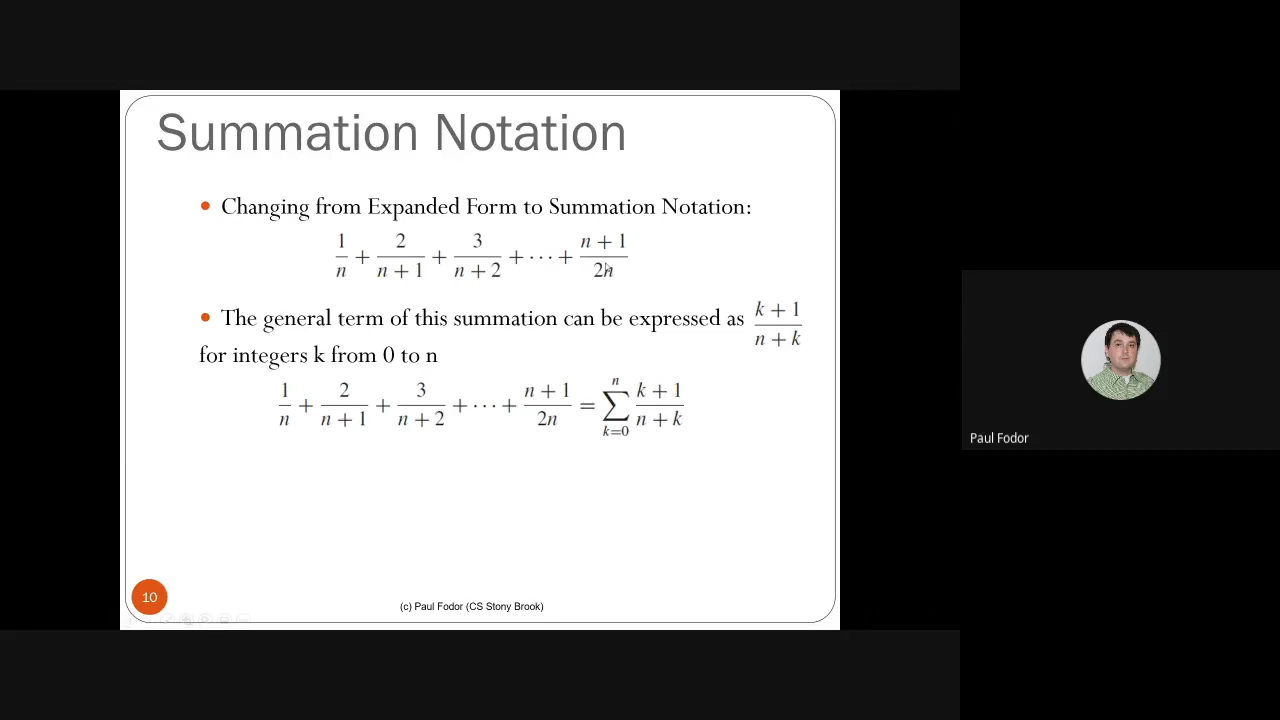 Summation Notation
• Changing from Expanded Form to Summation Notation:
1/n + 2/(n + 1) + 3/(n + 2) + ⋯ + (n + 1)/2n
• The general term of this summation can be expressed as (k + 1)/(n + k)
for integers k from 0 to n
1/n + 2/(n + 1) + 3/(n + 2) + ⋯ + (n + 1)/2n = ∑_{k=0}^{n} (k + 1)/(n + k)
Paul Fodor
10
(c) Paul Fodor (CS Stony Brook)